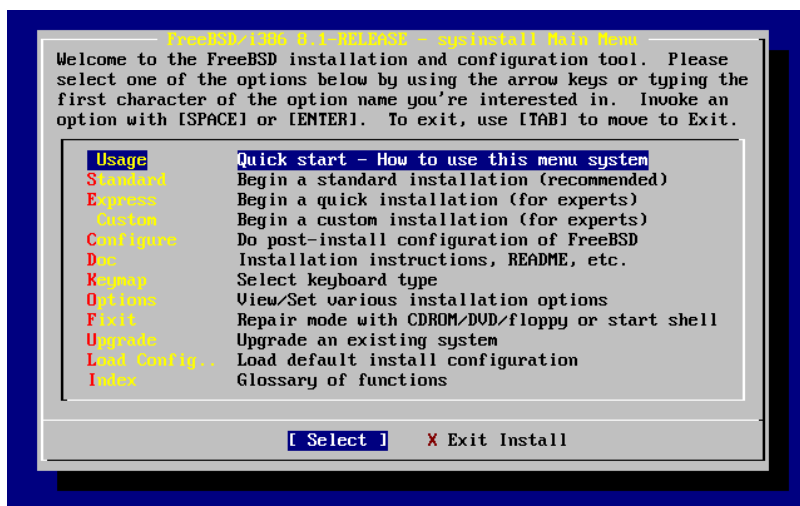 FreeBSD/i386 8.1-RELEASE - sysinstall Main Menu
Welcome to the FreeBSD installation and configuration tool.  Please
select one of the options below by using the arrow keys or typing the
first character of the option name you're interested in.  Invoke an
option with [SPACE] or [ENTER].  To exit, use [TAB] to move to Exit.
Usage Quick start - How to use this menu system
Standard Begin a standard installation (recommended)
Express Begin a quick installation (for experts)
Custom Begin a custom installation (for experts)
Configure Do post-install configuration of FreeBSD
Doc Installation instructions, README, etc.
Keymap Select keyboard type
Options View/Set various installation options
Fixit Repair mode with CDROM/DVD/floppy or start shell
Upgrade Upgrade an existing system
Load Config.. Load default install configuration
Index Glossary of functions
[ Select ] X Exit Install